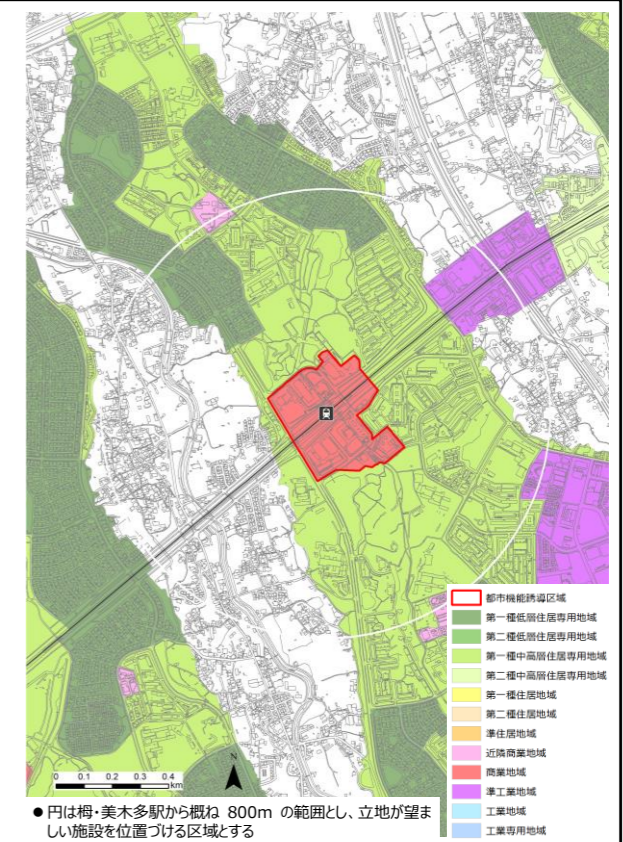 都市機能誘導区域
第一種低層住居専用地域
第二種低層住居専用地域
第一種中高層住居専用地域
第二種中高層住居専用地域
第一種住居地域
第二種住居地域
準住居地域
近隣商業地域
商業地域
準工業地域
工業地域
工業専用地域
0 0.1 0.2 0.3 0.4
km
N
●円は栂・美木多駅から概ね 800m の範囲とし、立地が望ま
しい施設を位置づける区域とする